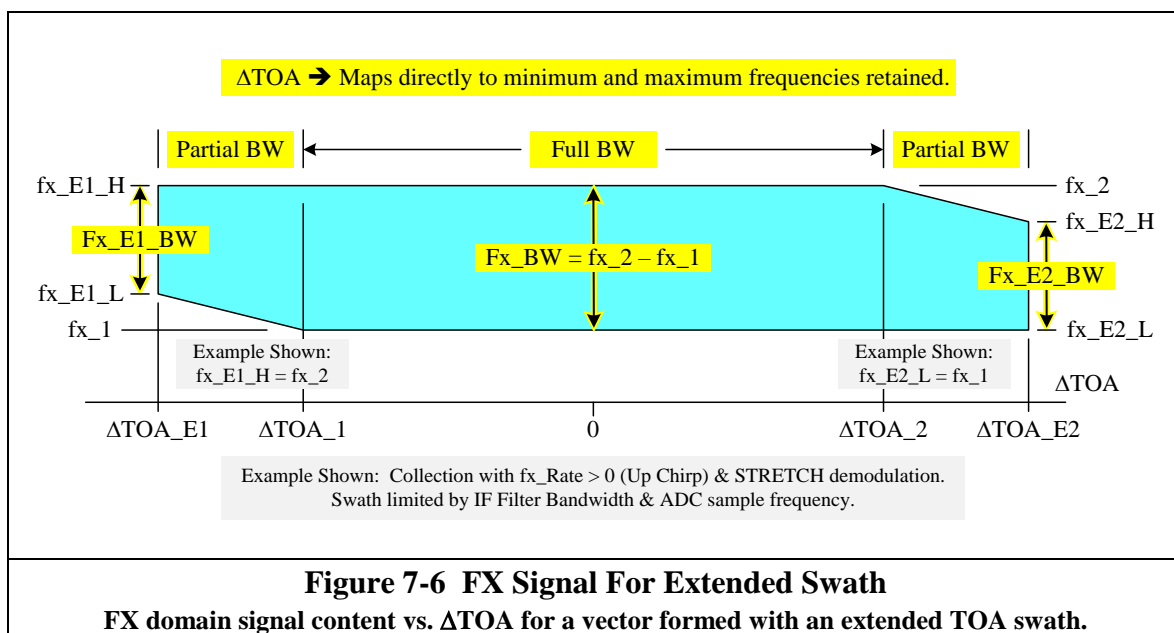 ΔTOA ➔ Maps directly to minimum and maximum frequencies retained.
Partial BW
Full BW
Partial BW
fx_E1_H
fx_2
fx_E2_H
Fx_E1_BW
Fx_BW = fx_2 – fx_1
Fx_E2_BW
fx_E1_L
fx_1
fx_E2_L
Example Shown:
fx_E1_H = fx_2
Example Shown:
fx_E2_L = fx_1
ΔTOA
ΔTOA_E1
ΔTOA_1
0
ΔTOA_2
ΔTOA_E2
Example Shown: Collection with fx_Rate > 0 (Up Chirp) & STRETCH demodulation.
Swath limited by IF Filter Bandwidth & ADC sample frequency.
Figure 7-6 FX Signal For Extended Swath
FX domain signal content vs. ΔTOA for a vector formed with an extended TOA swath.